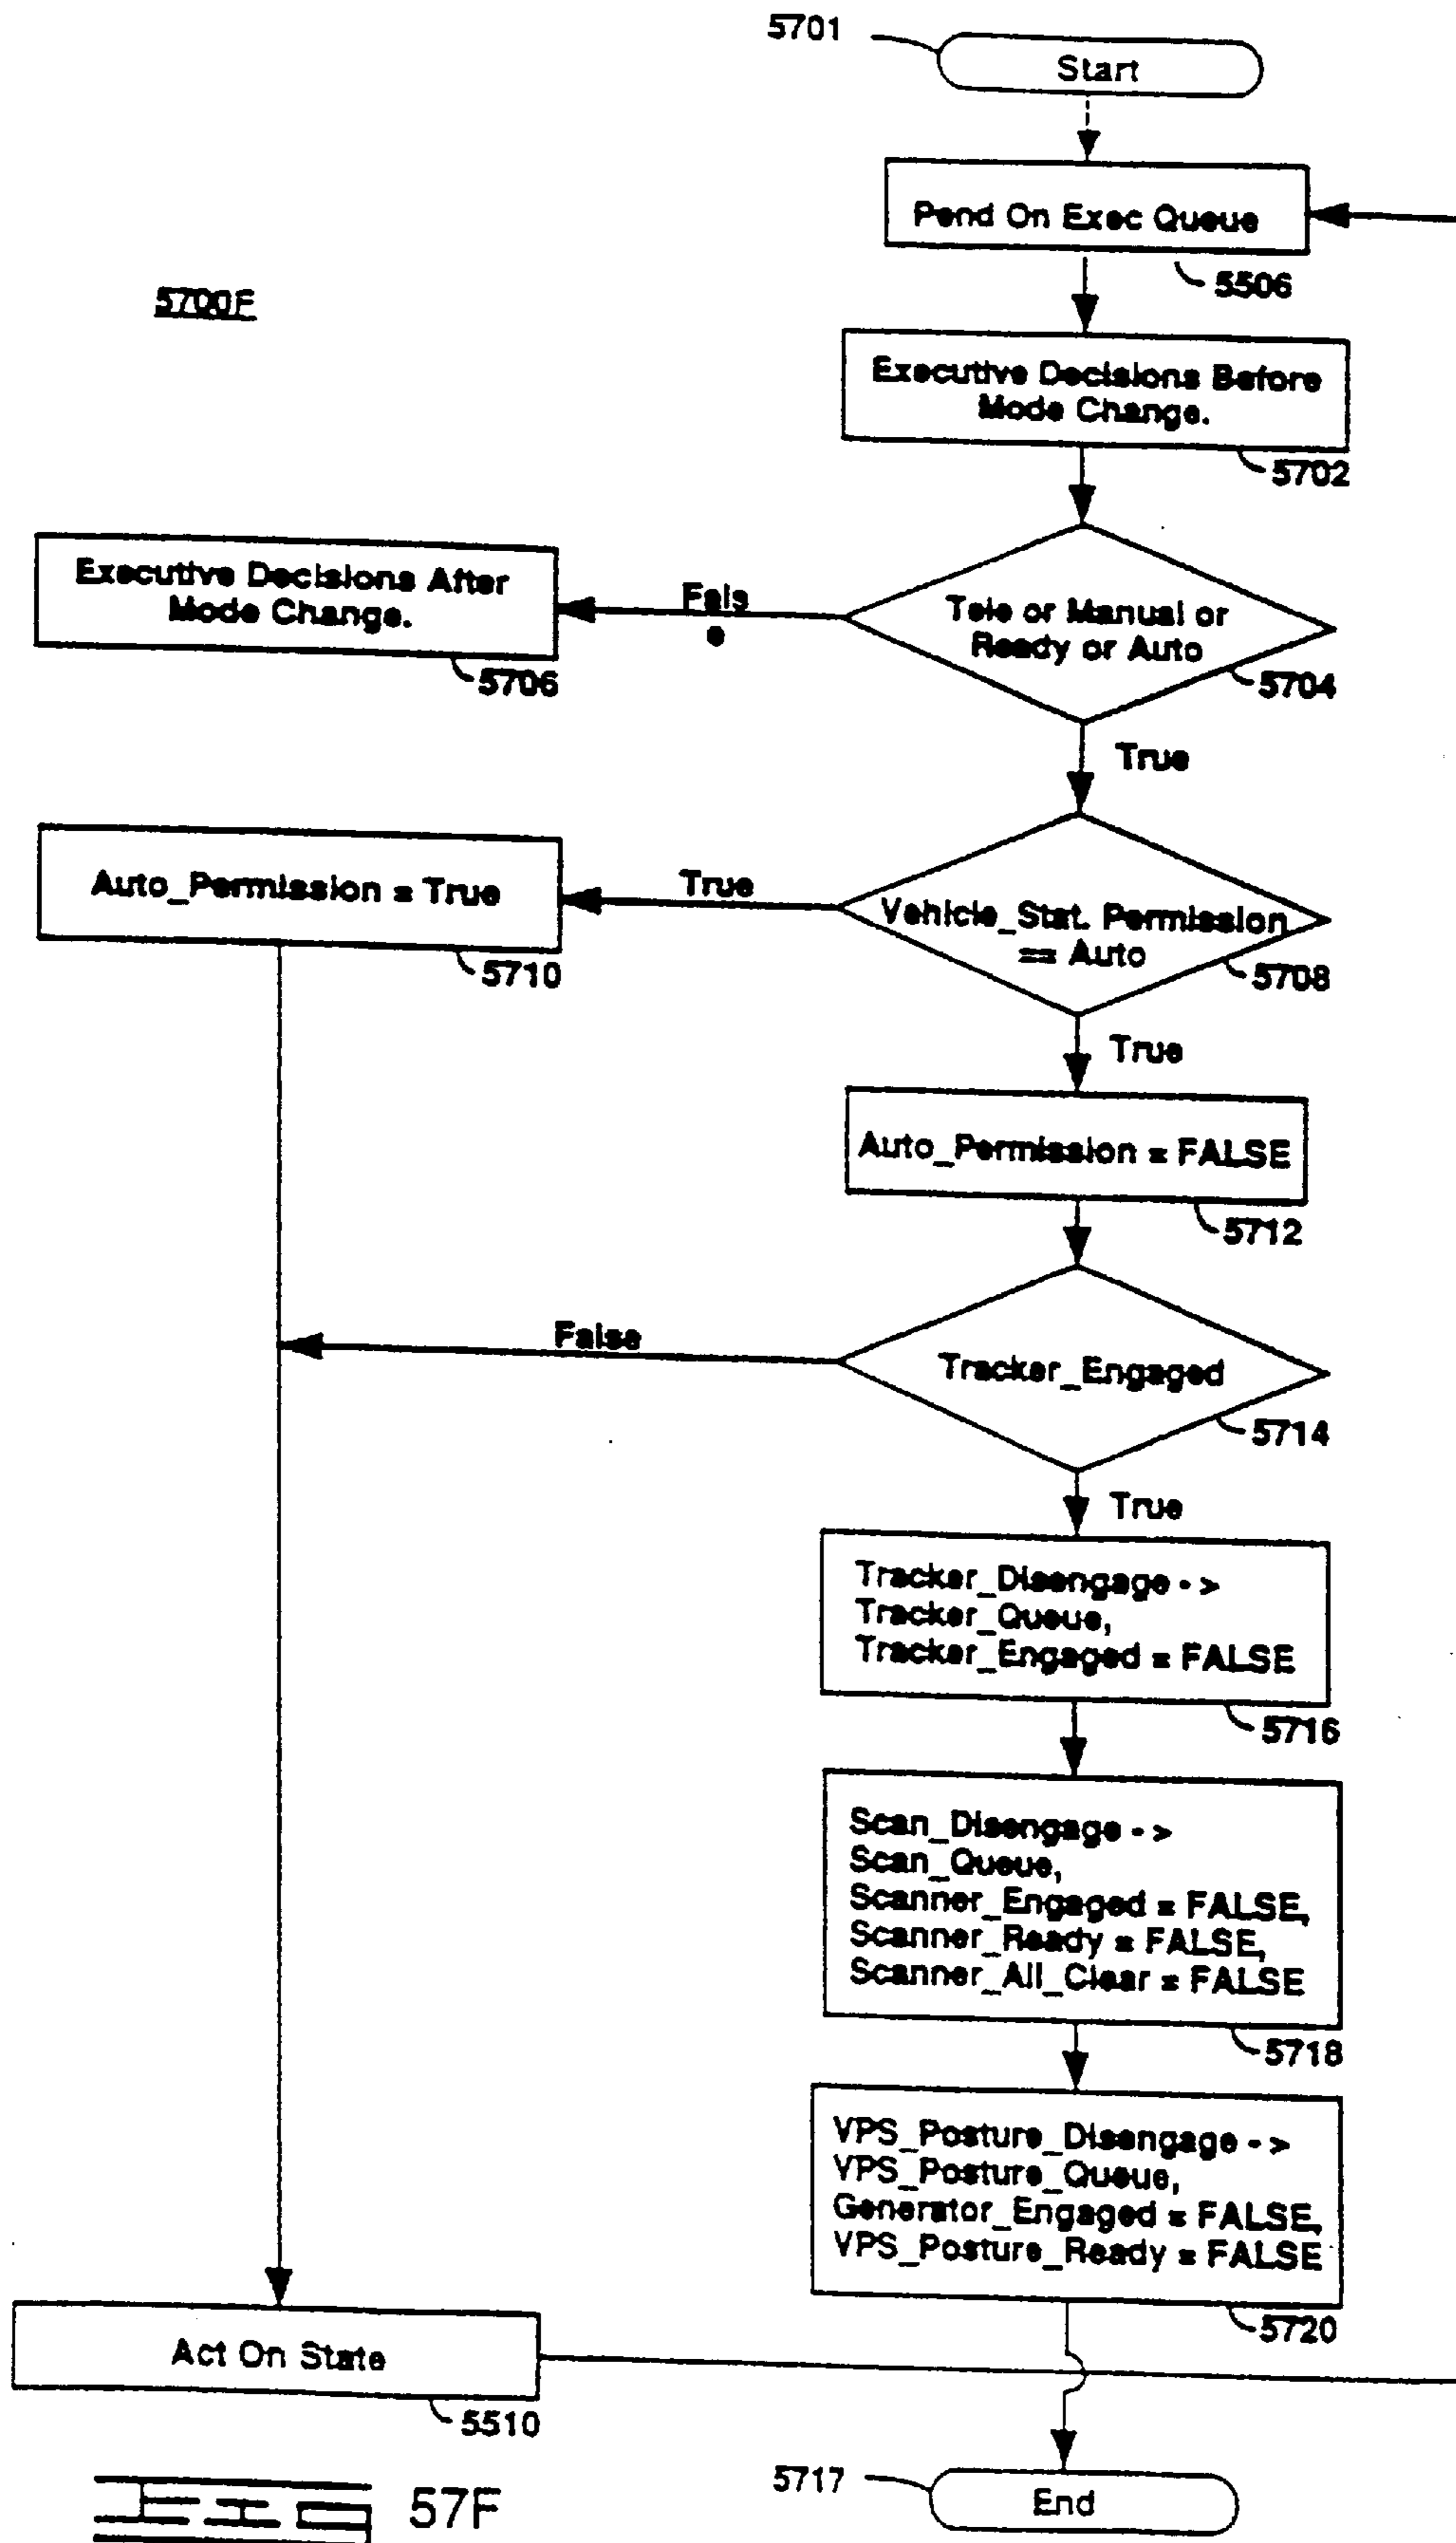 5701
Start
Pend On Exec Queue
5506
5700F
Executive Decisions Before
Mode Change.
5702
Tele or Manual or
Ready or Auto
5704
Fals
e
Executive Decisions After
Mode Change.
5706
True
Vehicle_Stat. Permission
== Auto
5708
True
Auto_Permission = True
5710
True
Auto_Permission = FALSE
5712
Tracker_Engaged
5714
False
True
Tracker_Disengage - >
Tracker_Queue,
Tracker_Engaged = FALSE
5716
Scan_Disengage - >
Scan_Queue,
Scanner_Engaged = FALSE,
Scanner_Ready = FALSE,
Scanner_All_Clear = FALSE
5718
VPS_Posture_Disengage - >
VPS_Posture_Queue,
Generator_Engaged = FALSE,
VPS_Posture_Ready = FALSE
5720
Act On State
5510
5717
End
FIG 57F